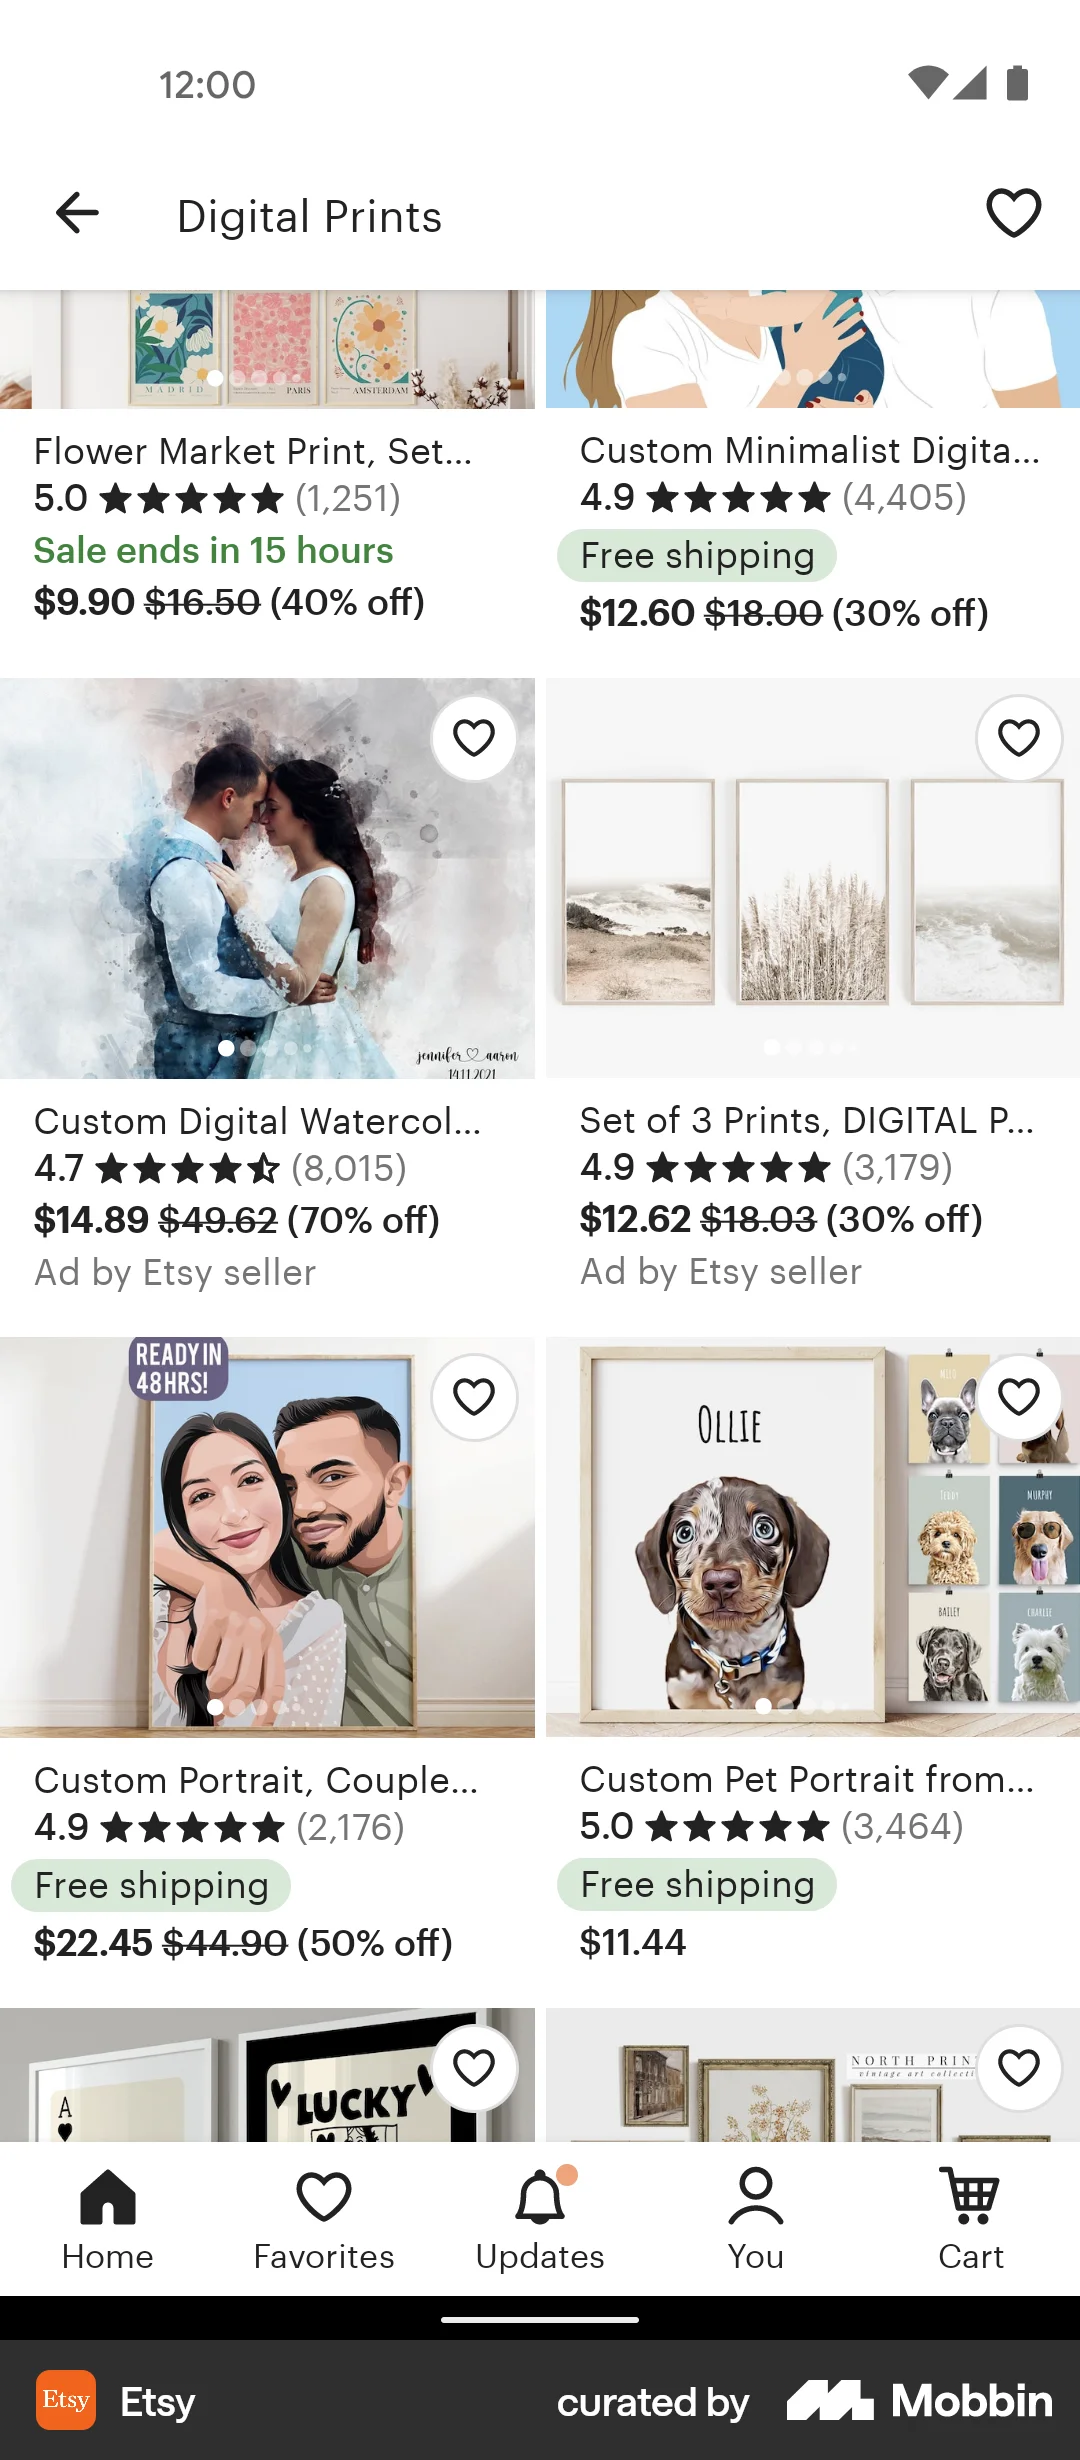 12:00
Digital Prints
MADRID
PARIS
AMSTERDAM
Flower Market Print, Set...
5.0 (1,251)
Sale ends in 15 hours
$9.90 $16.50 (40% off)
Custom Minimalist Digita...
4.9 (4,405)
Free shipping
$12.60 $18.00 (30% off)
jennifer aaron
14.11.2021
Custom Digital Watercol...
4.7 (8,015)
$14.89 $49.62 (70% off)
Ad by Etsy seller
Set of 3 Prints, DIGITAL P...
4.9 (3,179)
$12.62 $18.03 (30% off)
Ad by Etsy seller
READY IN
48HRS!
Custom Portrait, Couple...
4.9 (2,176)
Free shipping
$22.45 $44.90 (50% off)
OLLIE
MILO
TEDDY
MURPHY
BAILEY
CHARLIE
Custom Pet Portrait from...
5.0 (3,464)
Free shipping
$11.44
A
LUCKY
NORTH PRIN
vintage art collecti
Home
Favorites
Updates
You
Cart
Etsy
Etsy
curated by
Mobbin